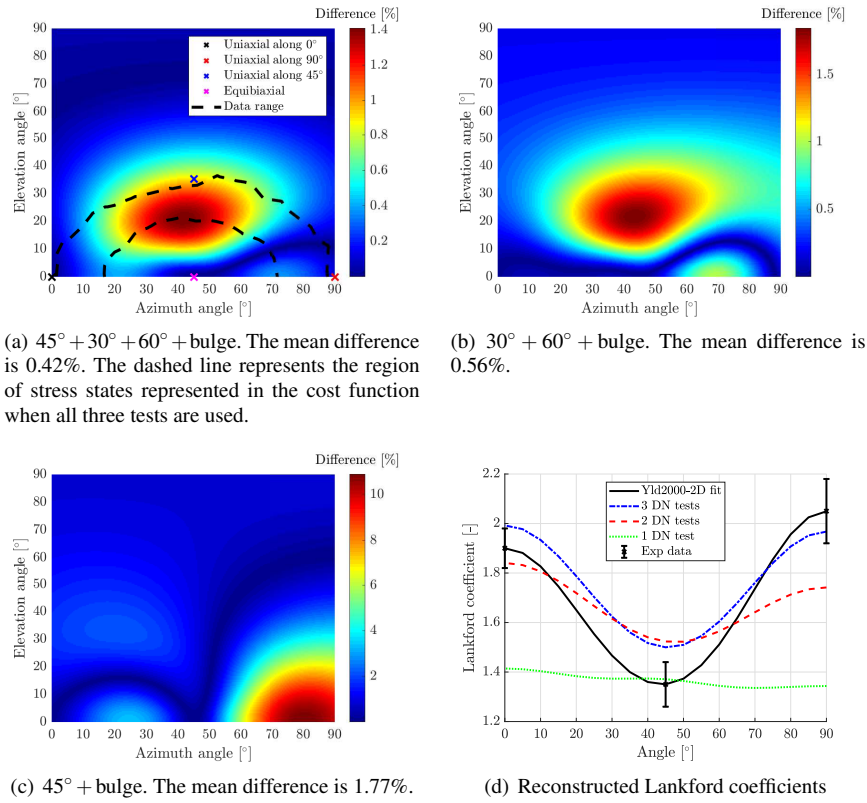 Difference [%]
90
80
70
60
50
40
30
20
10
0
Elevation angle [°]
0 10 20 30 40 50 60 70 80 90
Azimuth angle [°]
Uniaxial along 0°
Uniaxial along 90°
Uniaxial along 45°
Equibiaxial
Data range
1.4
1.2
1
0.8
0.6
0.4
0.2
(a) 45° + 30° + 60° + bulge. The mean difference
is 0.42%. The dashed line represents the region
of stress states represented in the cost function
when all three tests are used.
Difference [%]
90
80
70
60
50
40
30
20
10
0
Elevation angle [°]
0 10 20 30 40 50 60 70 80 90
Azimuth angle [°]
1.5
1
0.5
(b) 30° + 60° + bulge. The mean difference is
0.56%.
Difference [%]
90
80
70
60
50
40
30
20
10
0
Elevation angle [°]
0 10 20 30 40 50 60 70 80 90
Azimuth angle [°]
10
8
6
4
2
(c) 45° + bulge. The mean difference is 1.77%.
2.2
2
1.8
1.6
1.4
1.2
Lankford coefficient [-]
0 10 20 30 40 50 60 70 80 90
Angle [°]
Yld2000-2D fit
3 DN tests
2 DN tests
1 DN test
Exp data
(d) Reconstructed Lankford coefficients